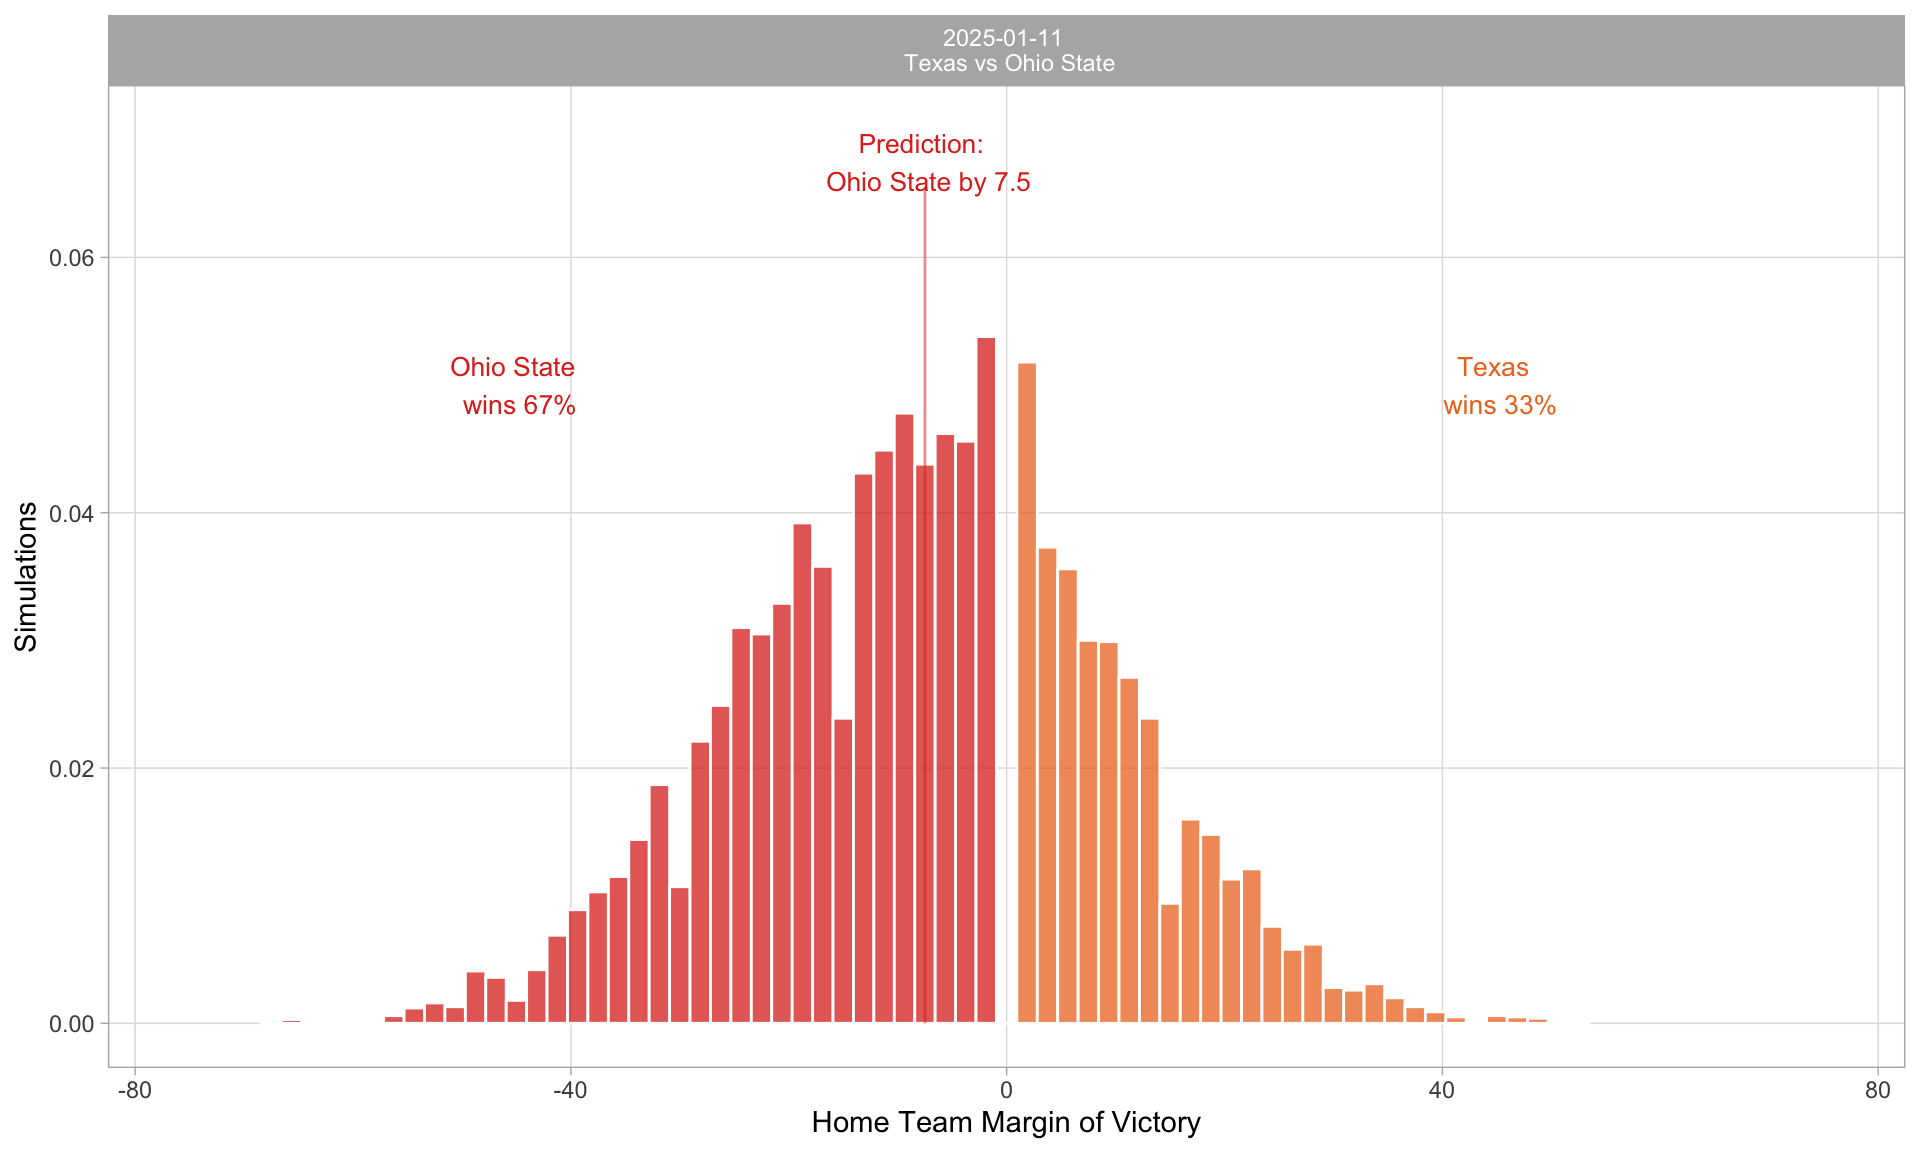 2025-01-11
Texas vs Ohio State
Prediction:
Ohio State by 7.5
Ohio State
wins 67%
Texas
wins 33%
0.06
0.04
0.02
0.00
Simulations
-80
-40
0
40
80
Home Team Margin of Victory